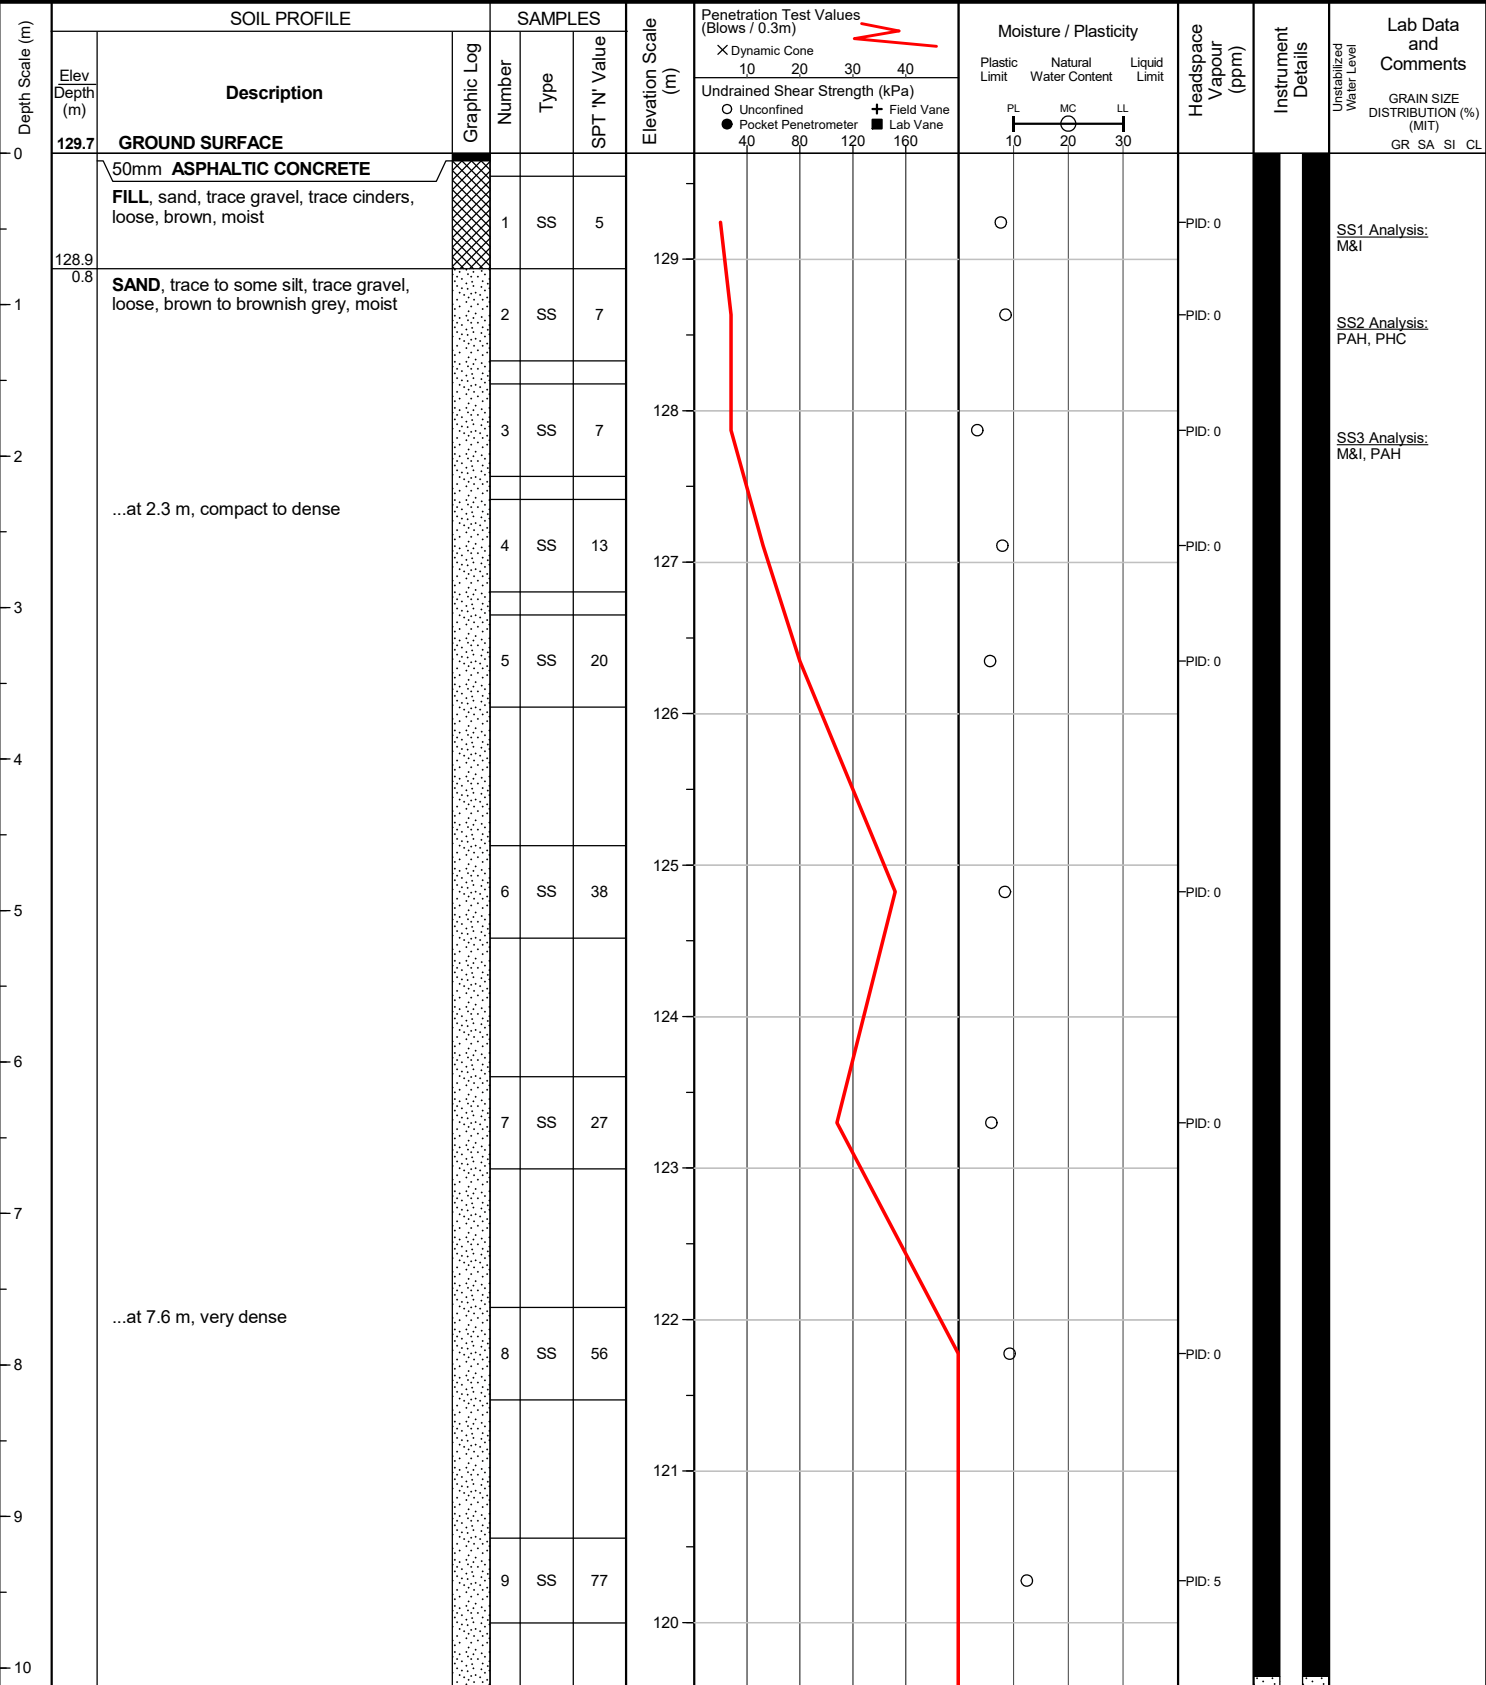 SOIL PROFILE
SAMPLES
Penetration Test Values
(Blows / 0.3m)
Dynamic Cone
10 20 30 40
Undrained Shear Strength (kPa)
Unconfined
Field Vane
Pocket Penetrometer
Lab Vane
40 80 120 160
Moisture / Plasticity
Plastic Limit
Natural Water Content
Liquid Limit
PL MC LL
10 20 30
Headspace Vapour (ppm)
Instrument Details
Unstabilized Water Level
Lab Data
and
Comments
GRAIN SIZE
DISTRIBUTION (%)
(MIT)
GR SA SI CL
Depth Scale (m)
Elev
Depth
(m)
Description
Graphic Log
Number
Type
SPT 'N' Value
Elevation Scale (m)
129.7 GROUND SURFACE
0
50mm ASPHALTIC CONCRETE
FILL, sand, trace gravel, trace cinders,
loose, brown, moist
1 SS 5
PID: 0
SS1 Analysis:
M&I
128.9
0.8
129
SAND, trace to some silt, trace gravel,
loose, brown to brownish grey, moist
1
2 SS 7
PID: 0
SS2 Analysis:
PAH, PHC
128
3 SS 7
PID: 0
SS3 Analysis:
M&I, PAH
2
...at 2.3 m, compact to dense
4 SS 13
PID: 0
127
3
5 SS 20
PID: 0
126
4
125
6 SS 38
PID: 0
5
124
6
7 SS 27
PID: 0
123
7
...at 7.6 m, very dense
122
8 SS 56
PID: 0
8
121
9
9 SS 77
PID: 5
120
10